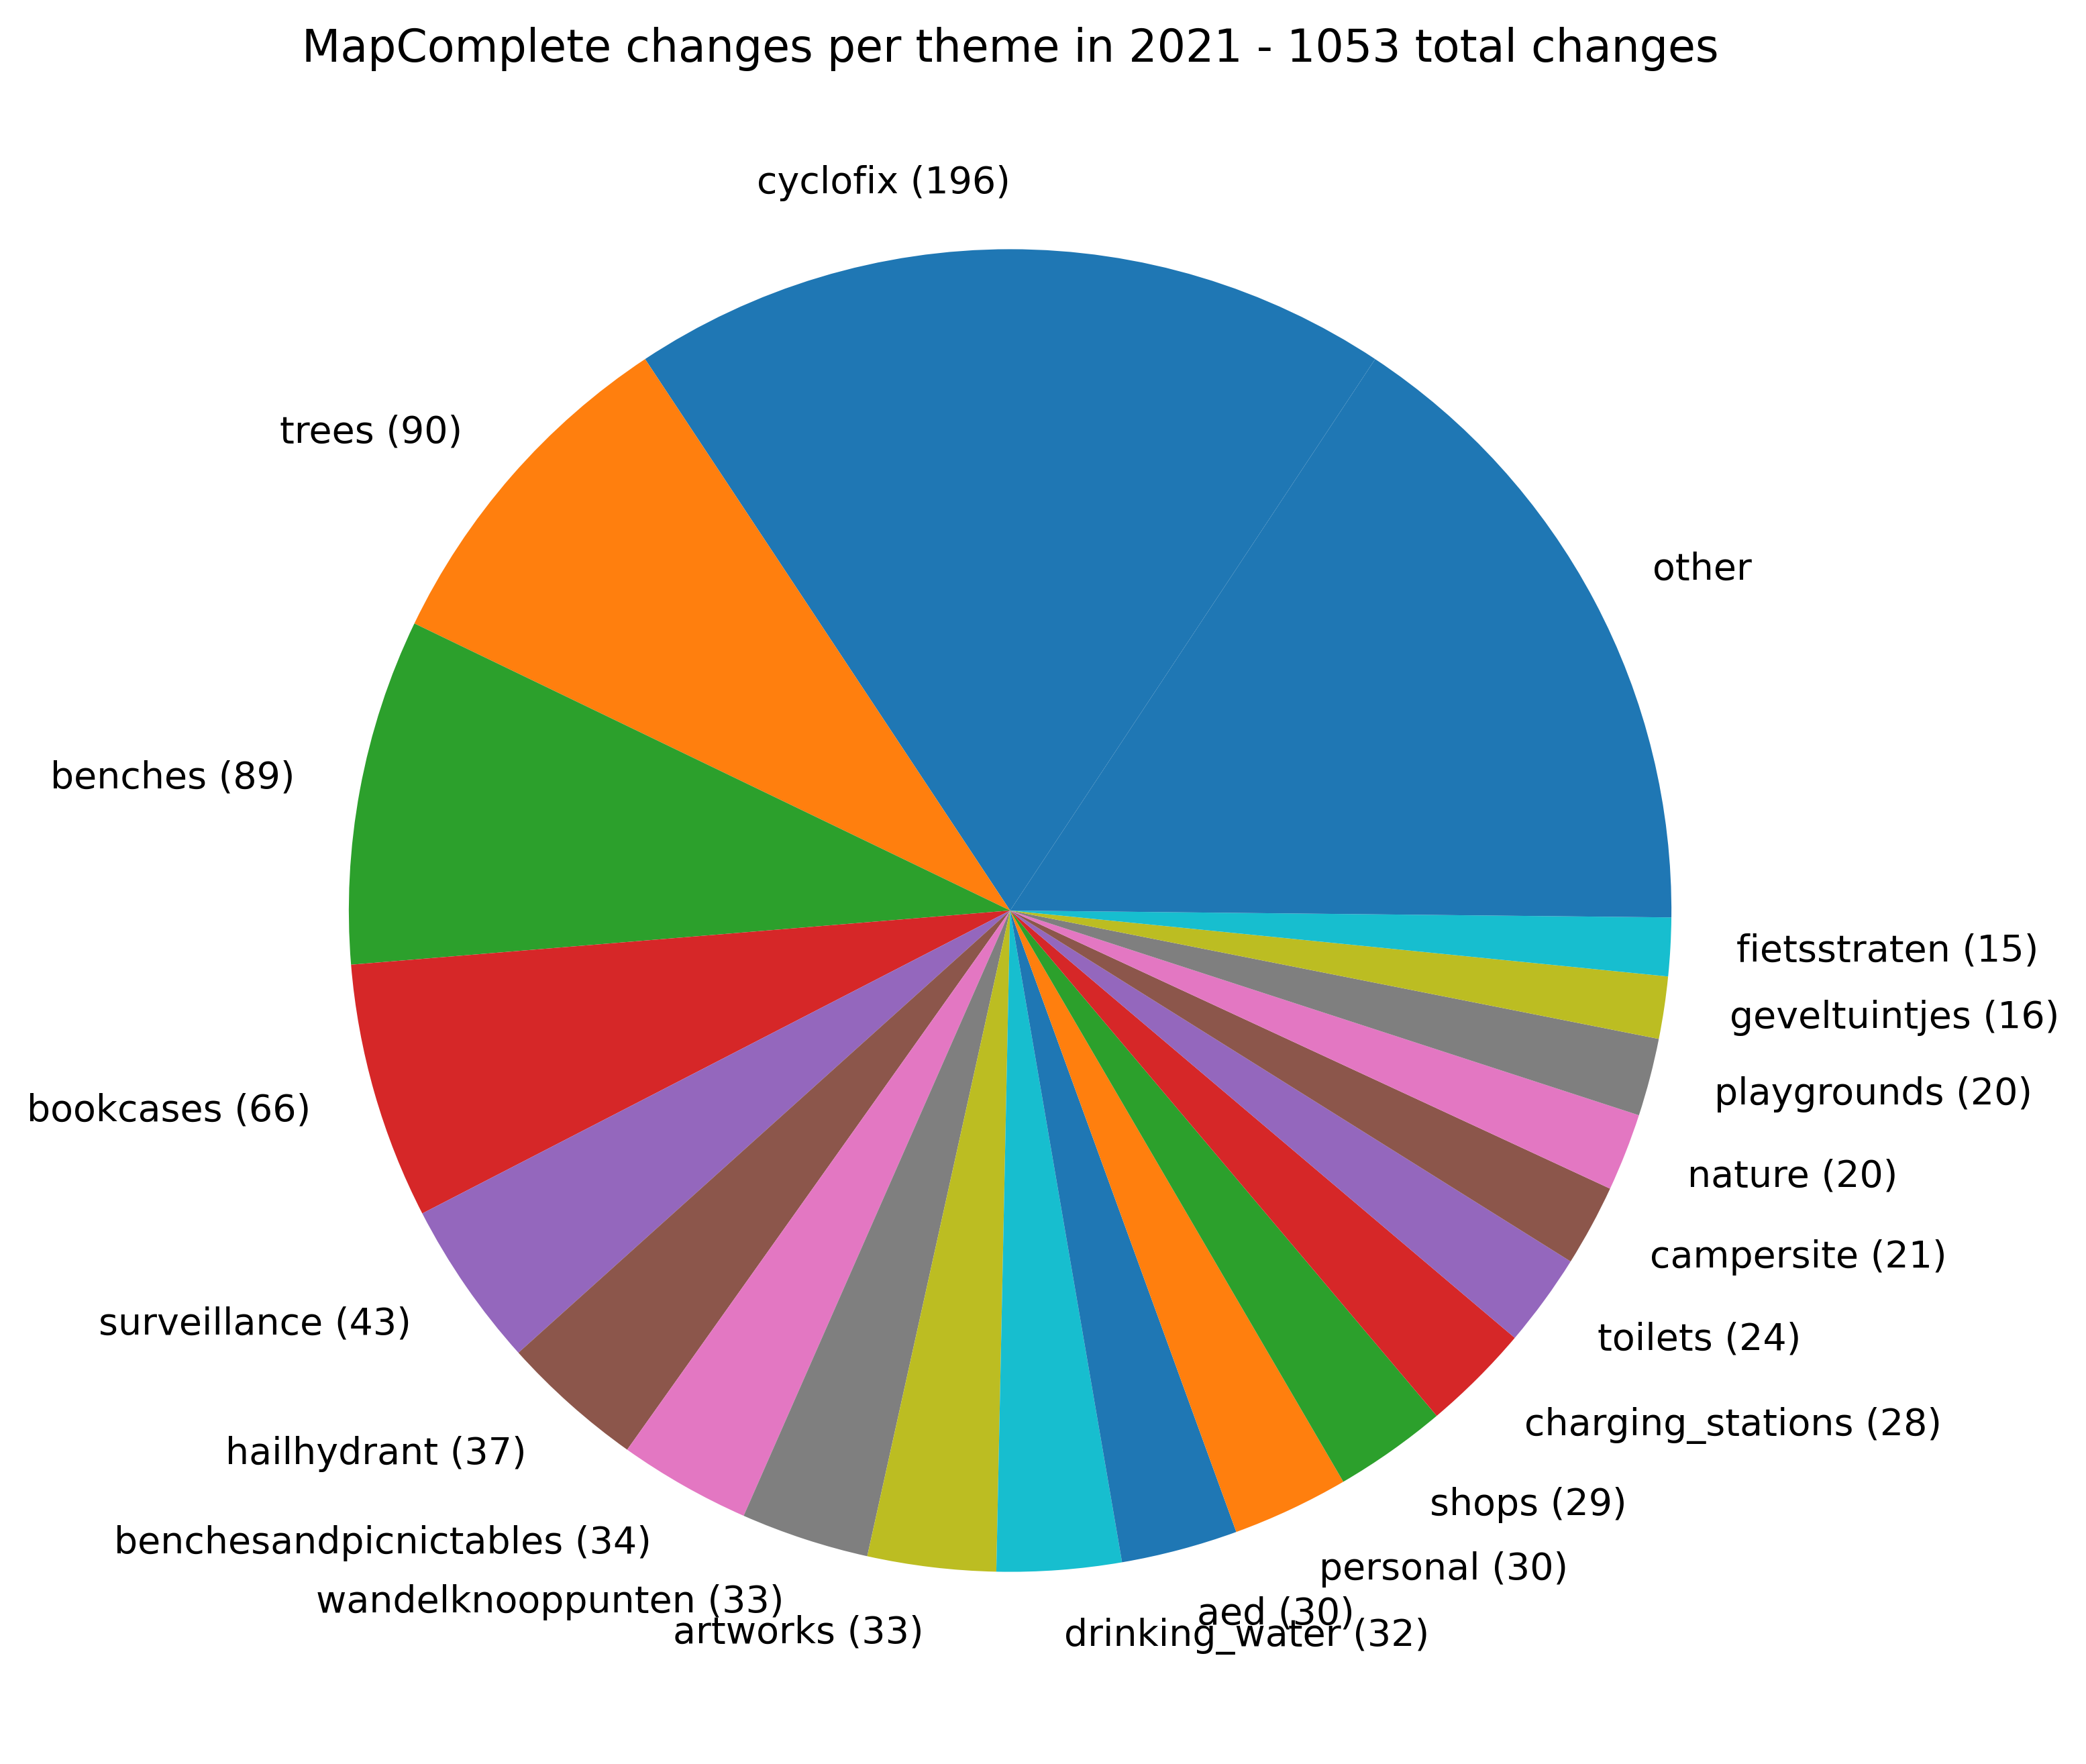 MapComplete changes per theme in 2021 - 1053 total changes
cyclofix (196)
trees (90)
benches (89)
bookcases (66)
surveillance (43)
hailhydrant (37)
benchesandpicnictables (34)
wandelknooppunten (33)
artworks (33)
drinking_water (32)
aed (30)
personal (30)
shops (29)
charging_stations (28)
toilets (24)
campersite (21)
nature (20)
playgrounds (20)
geveltuintjes (16)
fietsstraten (15)
other